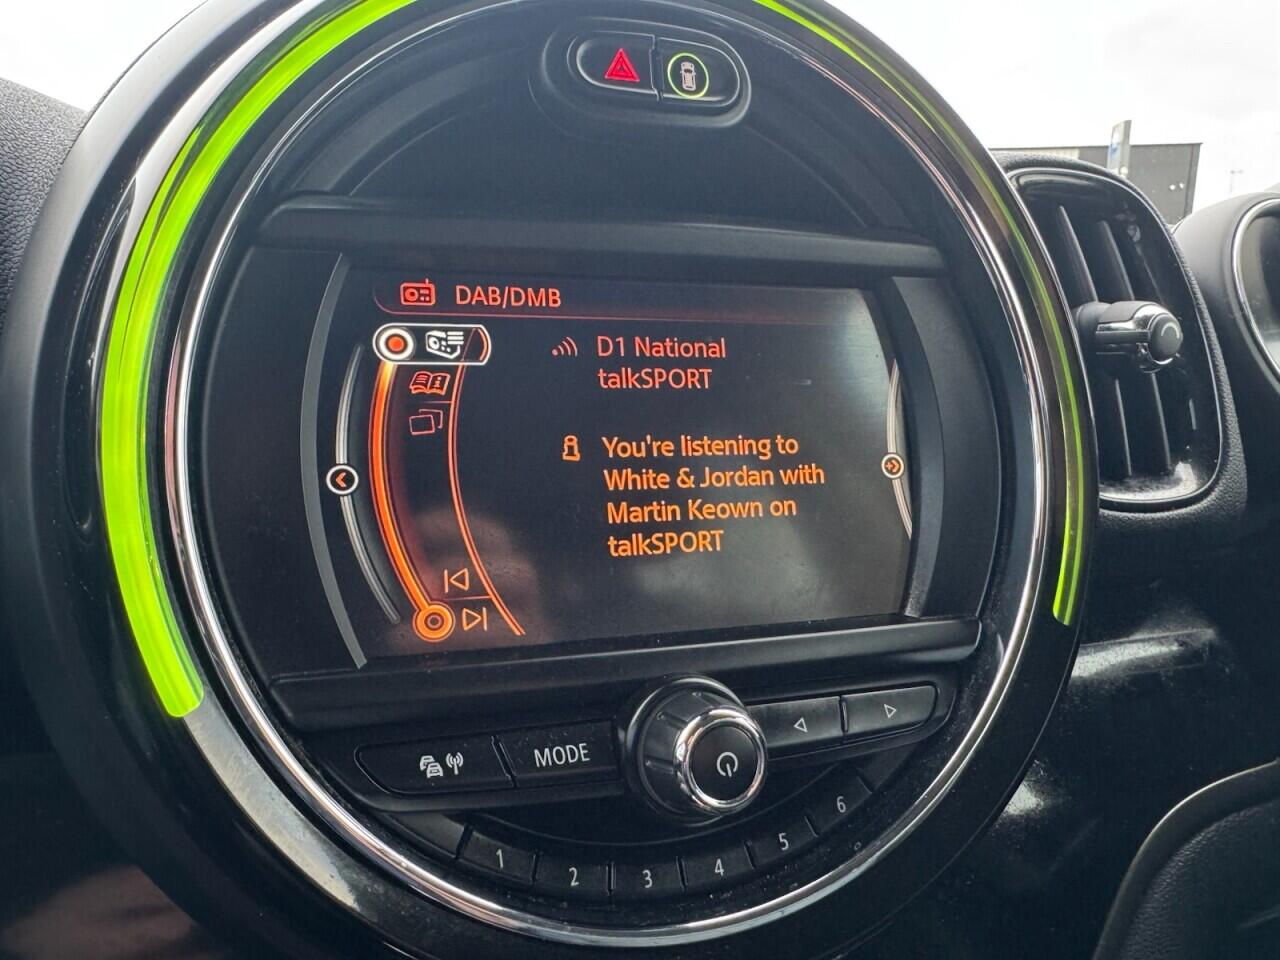 DAB/DMB
D1 National
talkSPORT
You're listening to
White & Jordan with
Martin Keown on
talkSPORT
MODE
1 2 3 4 5 6